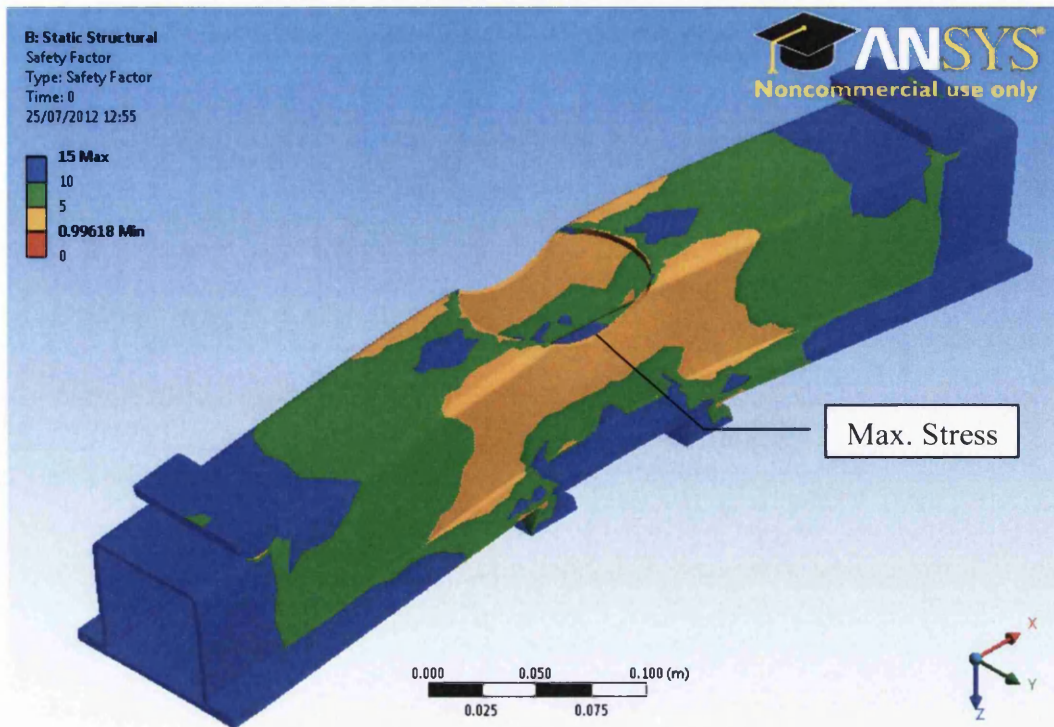 B: Static Structural
Safety Factor
Type: Safety Factor
Time: 0
25/07/2012 12:55
15 Max
10
5
0.99618 Min
0
ANSYS®
Noncommercial use only
Max. Stress
0.000 0.050 0.100 (m)
0.025 0.075
X
Y
Z